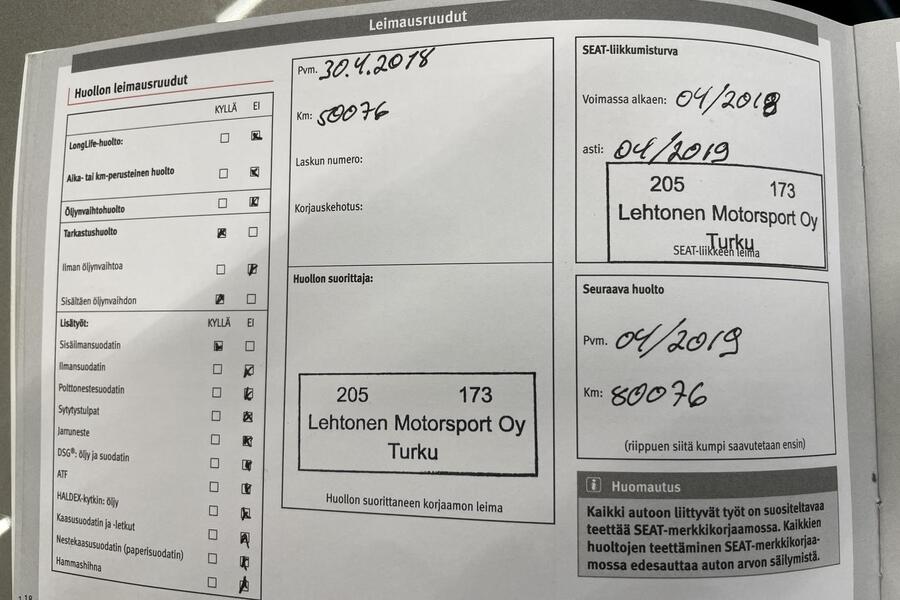 Leimausruudut
Huollon leimausruudut
KYLLÄ EI
LongLife-huolto:
Aika- tai km-perusteinen huolto
Öljynvaihtohuolto
Tarkastushuolto
Ilman öljynvaihtoa
Sisältäen öljynvaihdon
Lisätyöt: KYLLÄ EI
Sisäilmansuodatin
Ilmansuodatin
Polttonestesuodatin
Sytytystulpat
Jarruneste
DSG®: öljy ja suodatin
ATF
HALDEX-kytkin: öljy
Kaasusuodatin ja -letkut
Nestekaasusuodatin (paperisuodatin)
Hammashihna
Pvm. 30.4.2018
Km: 50076
Laskun numero:
Korjauskehotus:
Huollon suorittaja:
205 173
Lehtonen Motorsport Oy
Turku
Huollon suorittaneen korjaamon leima
SEAT-liikkumisturva
Voimassa alkaen: 04/2018
asti: 04/2019
205 173
Lehtonen Motorsport Oy
Turku
SEAT-liikkeen leima
Seuraava huolto
Pvm. 04/2019
Km: 80076
(riippuen siitä kumpi saavutetaan ensin)
i Huomautus
Kaikki autoon liittyvät työt on suositeltava
teettää SEAT-merkkikorjaamossa. Kaikkien
huoltojen teettäminen SEAT-merkkikorjaa-
mossa edesauttaa auton arvon säilymistä.